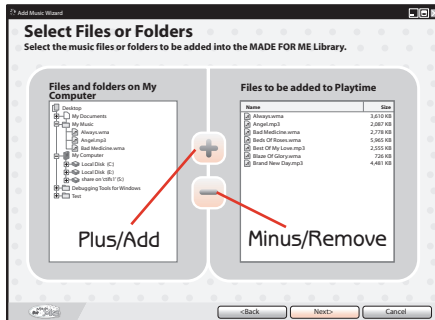 Add Music Wizard
Select Files or Folders
Select the music files or folders to be added into the MADE FOR ME Library.
Files and folders on My
Computer
Desktop
My Documents
My Music
Always.wma
Angel.mp3
Bad Medicine.wma
My Computer
Local Disk (C:)
Local Disk (E:)
share on 'ctlfs1' (S:)
Debugging Tools for Windows
Test
Plus/Add
Files to be added to Playtime
Name Size
Always.wma 3,610 KB
Angel.mp3 2,087 KB
Bad Medicine.wma 2,778 KB
Beds Of Roses.wma 5,965 KB
Best Of My Love.mp3 2,555 KB
Blaze Of Glory.wma 726 KB
Brand New Day.mp3 4,481 KB
Minus/Remove
<Back Next> Cancel